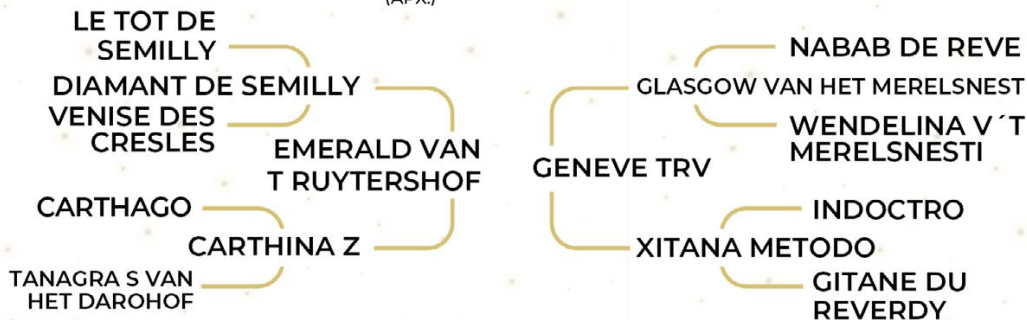 (APX.)
LE TOT DE
SEMILLY
DIAMANT DE SEMILLY
VENISE DES
CRESLES
EMERALD VAN
T RUYTERSHOF
CARTHAGO
CARTHINA Z
TANAGRA S VAN
HET DAROHOF
NABAB DE REVE
GLASGOW VAN HET MERELSNEST
WENDELINA V ´T
MERELSNESTI
GENEVE TRV
INDOCTRO
XITANA METODO
GITANE DU
REVERDY